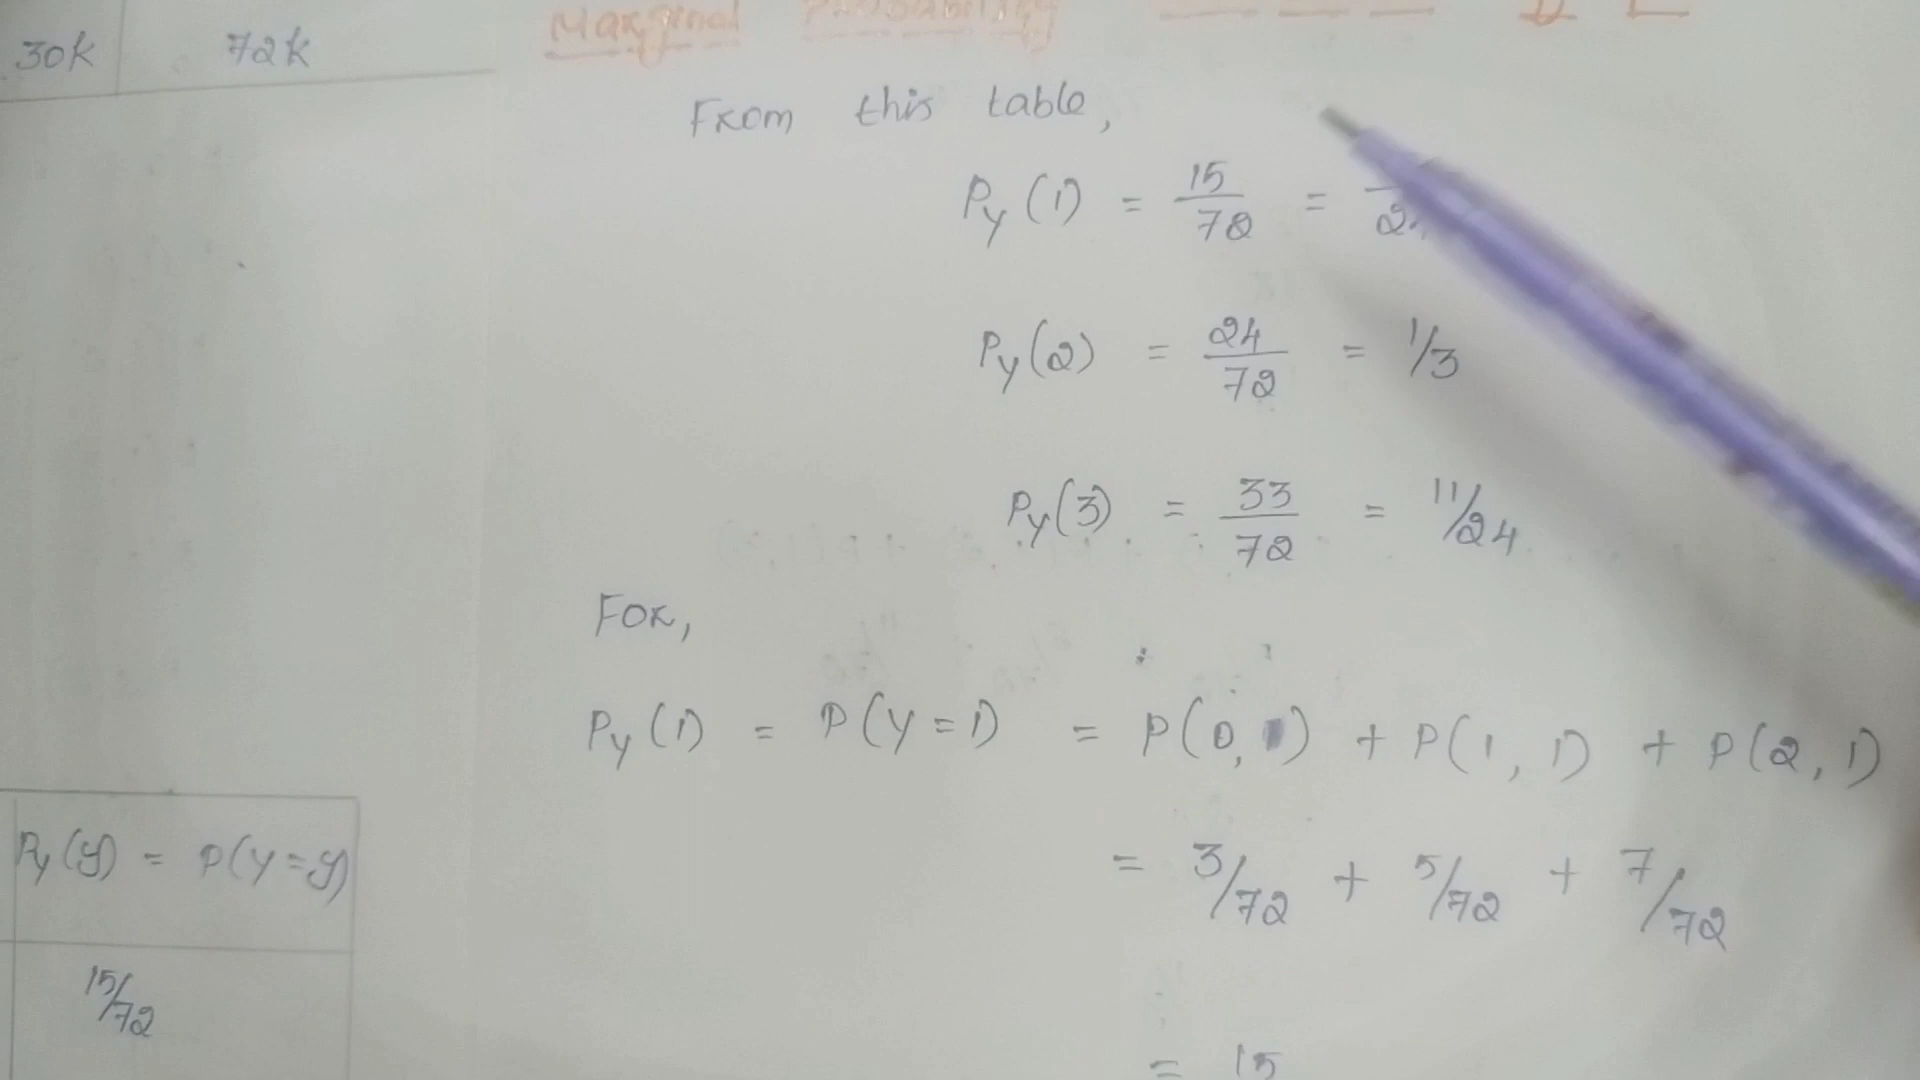 30k 72k
Marginal Probability
From this table,
Py(1) = 15/72 =
Py(2) = 24/72 = 1/3
Py(3) = 33/72 = 11/24
For,
Py(1) = P(Y=1) = P(0,1) + P(1,1) + P(2,1)
= 3/72 + 5/72 + 7/72
= 15
Py(y) = P(Y=y)
15/72